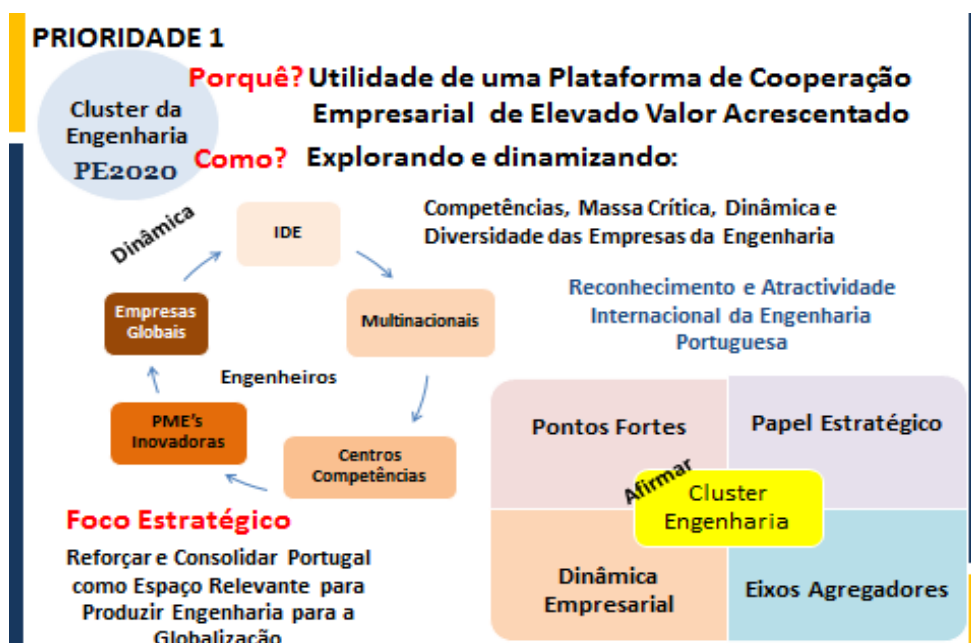 PRIORIDADE 1
Cluster da
Engenharia
PE2020
Porquê? Utilidade de uma Plataforma de Cooperação
Empresarial de Elevado Valor Acrescentado
Como? Explorando e dinamizando:
Competências, Massa Crítica, Dinâmica e
Diversidade das Empresas da Engenharia
Reconhecimento e Atractividade
Internacional da Engenharia
Portuguesa
Dinâmica
IDE
Multinacionais
Centros
Competências
PME's
Inovadoras
Empresas
Globais
Engenheiros
Foco Estratégico
Reforçar e Consolidar Portugal
como Espaço Relevante para
Produzir Engenharia para a
Globalização
Pontos Fortes
Papel Estratégico
Afirmar
Cluster
Engenharia
Dinâmica
Empresarial
Eixos Agregadores